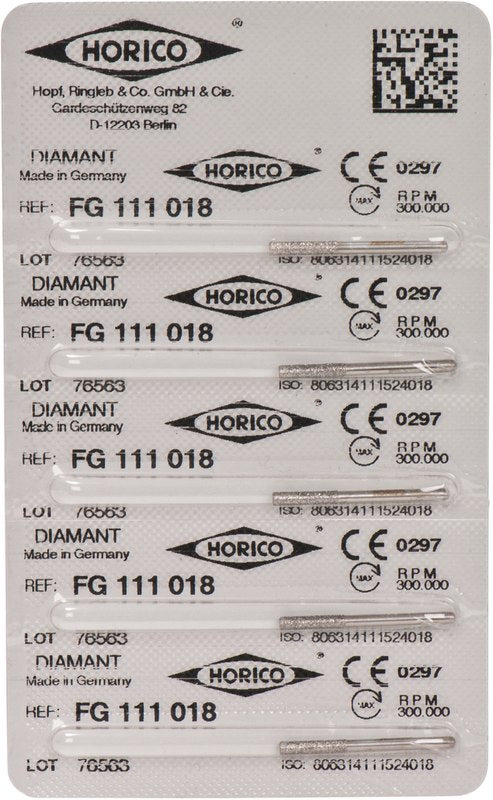 HORICO ®
Hopf, Ringleb & Co. GmbH & Cie.
Gardeschützenweg 82
D-12203 Berlin
DIAMANT HORICO ® CE 0297
Made in Germany
MAX RPM 300.000
REF: FG 111 018
LOT 76563 ISO: 806314111524018
DIAMANT HORICO ® CE 0297
Made in Germany
MAX RPM 300.000
REF: FG 111 018
LOT 76563 ISO: 806314111524018
DIAMANT HORICO ® CE 0297
Made in Germany
MAX RPM 300.000
REF: FG 111 018
LOT 76563 ISO: 806314111524018
DIAMANT HORICO ® CE 0297
Made in Germany
MAX RPM 300.000
REF: FG 111 018
LOT 76563 ISO: 806314111524018
DIAMANT HORICO ® CE 0297
Made in Germany
MAX RPM 300.000
REF: FG 111 018
LOT 76563 ISO: 806314111524018